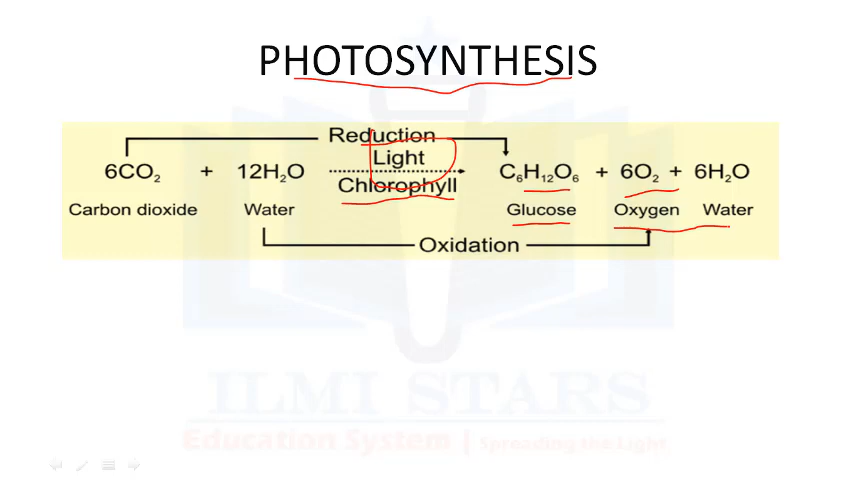 PHOTOSYNTHESIS
Reduction
Light
6CO₂ + 12H₂O Chlorophyll C₆H₁₂O₆ + 6O₂ + 6H₂O
Carbon dioxide Water Glucose Oxygen Water
Oxidation
ILMI STARS
Education System | Spreading the Light